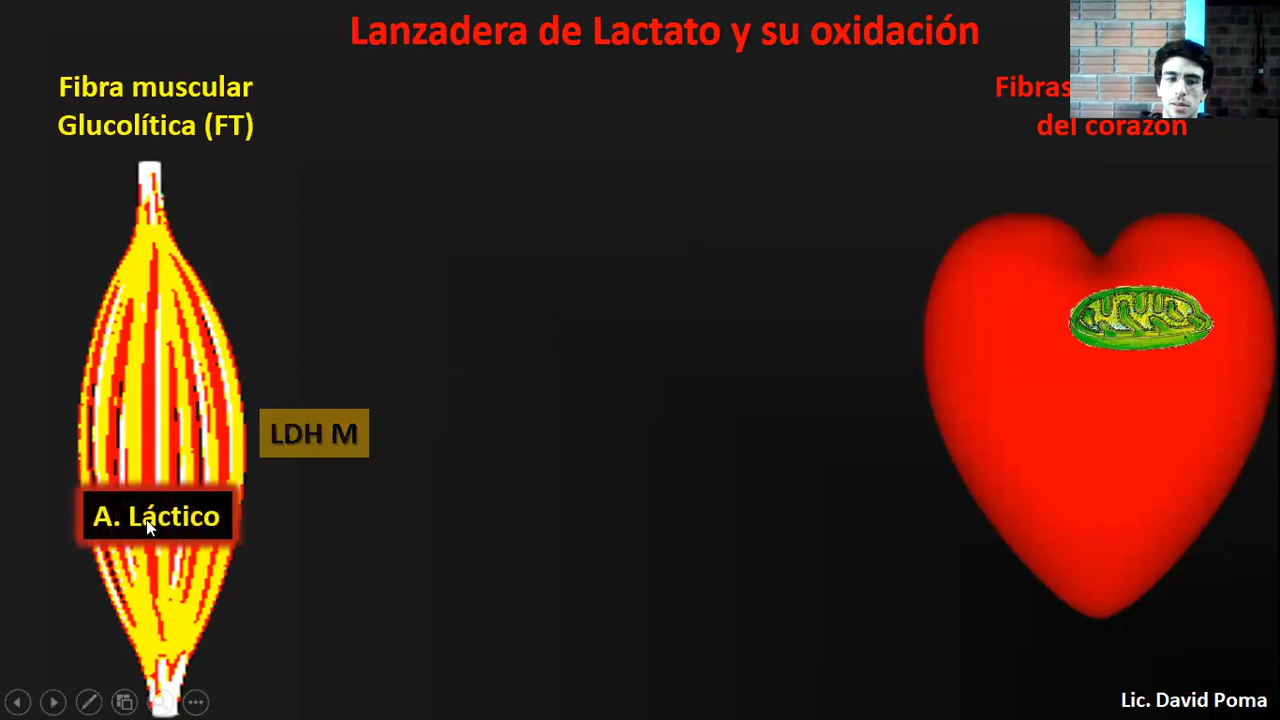 Lanzadera de Lactato y su oxidación
Fibra muscular
Glucolítica (FT)
Fibras
del corazón
LDH M
A. Láctico
Lic. David Poma